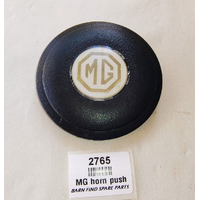 MG
2765
MG horn push
BARN FIND SPARE PARTS